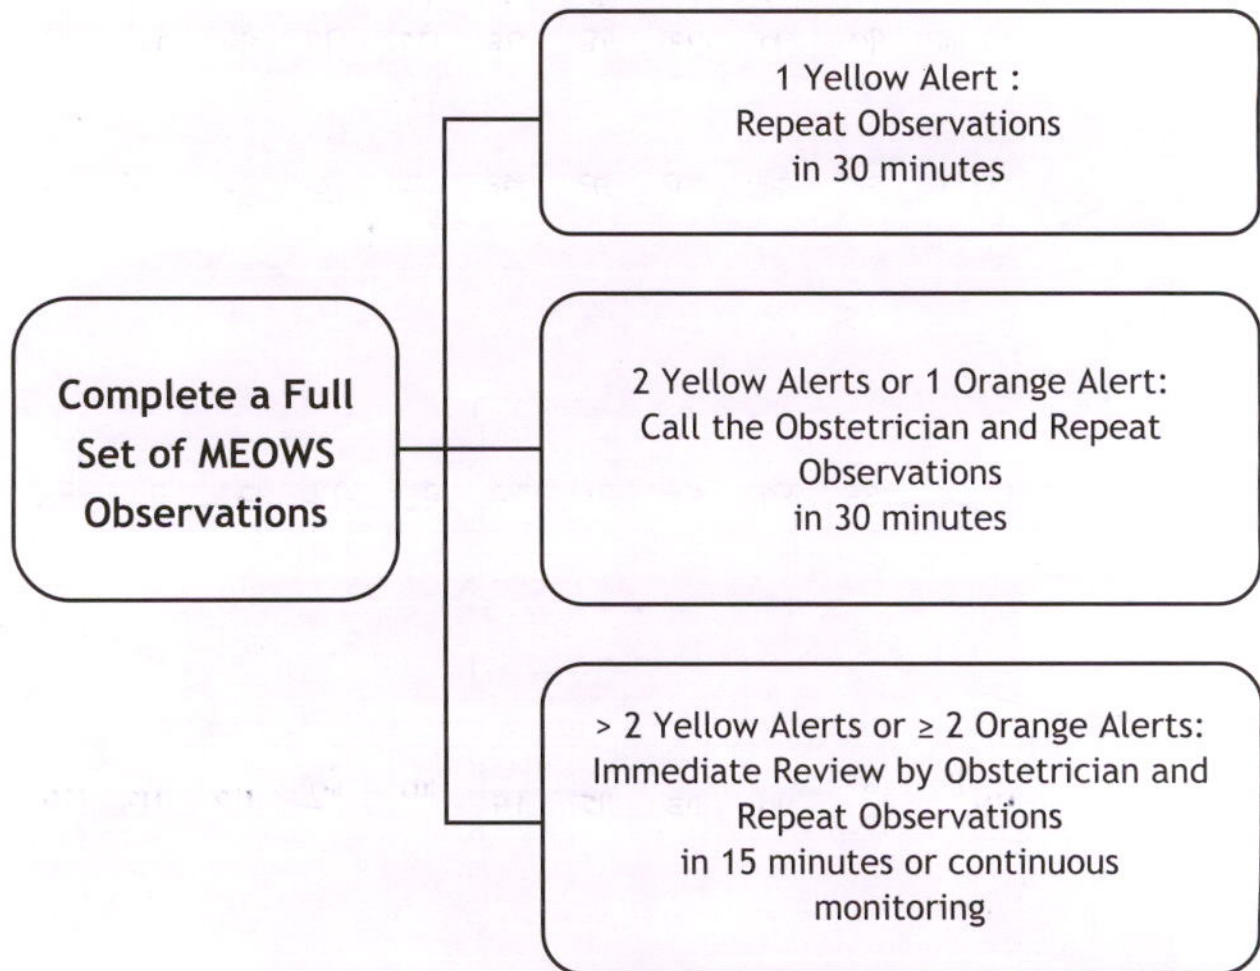 Complete a Full
Set of MEOWS
Observations
1 Yellow Alert :
Repeat Observations
in 30 minutes
2 Yellow Alerts or 1 Orange Alert:
Call the Obstetrician and Repeat
Observations
in 30 minutes
> 2 Yellow Alerts or ≥ 2 Orange Alerts:
Immediate Review by Obstetrician and
Repeat Observations
in 15 minutes or continuous
monitoring